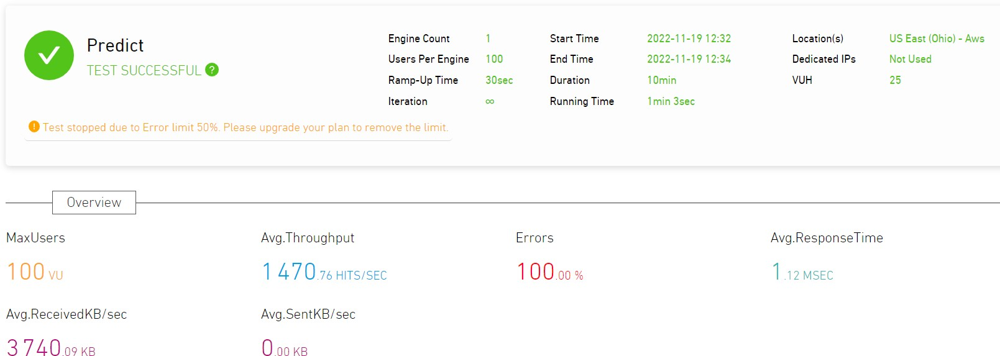 Predict
TEST SUCCESSFUL ?
Engine Count 1
Users Per Engine 100
Ramp-Up Time 30sec
Iteration ∞
Start Time 2022-11-19 12:32
End Time 2022-11-19 12:34
Duration 10min
Running Time 1min 3sec
Location(s) US East (Ohio) - Aws
Dedicated IPs Not Used
VUH 25
! Test stopped due to Error limit 50%. Please upgrade your plan to remove the limit.
Overview
MaxUsers
100 VU
Avg.Throughput
1 470.76 HITS/SEC
Errors
100.00 %
Avg.ResponseTime
1.12 MSEC
Avg.ReceivedKB/sec
3 740.09 KB
Avg.SentKB/sec
0.00 KB